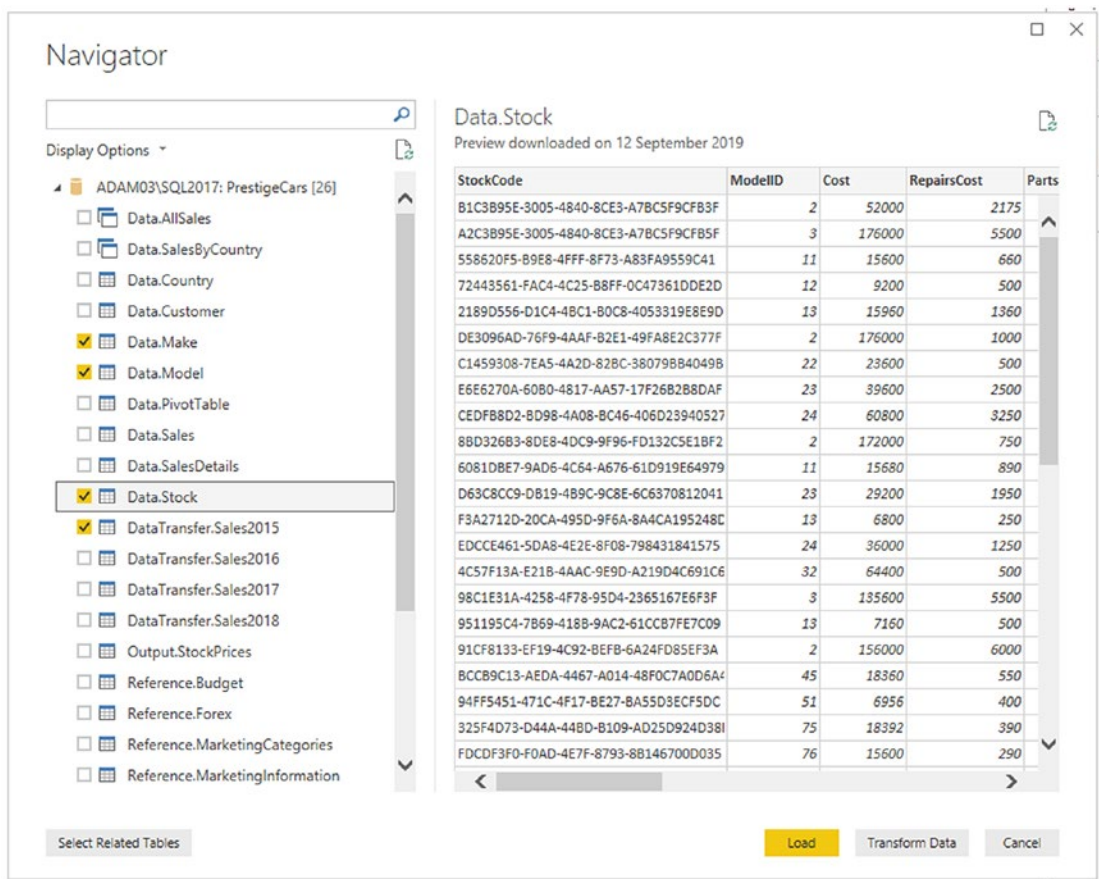 Navigator
Display Options
ADAM03\SQL2017: PrestigeCars [26]
Data.AllSales
Data.SalesByCountry
Data.Country
Data.Customer
Data.Make
Data.Model
Data.PivotTable
Data.Sales
Data.SalesDetails
Data.Stock
DataTransfer.Sales2015
DataTransfer.Sales2016
DataTransfer.Sales2017
DataTransfer.Sales2018
Output.StockPrices
Reference.Budget
Reference.Forex
Reference.MarketingCategories
Reference.MarketingInformation
Data.Stock
Preview downloaded on 12 September 2019
StockCode ModelID Cost RepairsCost Parts
B1C3B95E-3005-4840-8CE3-A7BC5F9CFB3F 2 52000 2175
A2C3B95E-3005-4840-8CE3-A7BC5F9CFB5F 3 176000 5500
558620F5-B9E8-4FFF-8F73-A83FA9559C41 11 15600 660
72443561-FAC4-4C25-B8FF-0C47361DDE2D 12 9200 500
2189D556-D1C4-4BC1-B0C8-4053319E8E9D 13 15960 1360
DE3096AD-76F9-4AAF-B2E1-49FA8E2C377F 2 176000 1000
C1459308-7EA5-4A2D-82BC-38079BB4049B 22 23600 500
E6E6270A-60B0-4817-AA57-17F26B2B8DAF 23 39600 2500
CEDFB8D2-BD98-4A08-BC46-406D23940527 24 60800 3250
8BD326B3-8DE8-4DC9-9F96-FD132C5E1BF2 2 172000 750
6081DBE7-9AD6-4C64-A676-61D919E64979 11 15680 890
D63C8CC9-DB19-4B9C-9C8E-6C6370812041 23 29200 1950
F3A2712D-20CA-495D-9F6A-8A4CA195248D 13 6800 250
EDCCE461-5DA8-4E2E-8F08-798431841575 24 36000 1250
4C57F13A-E21B-4AAC-9E9D-A219D4C691C6 32 64400 500
98C1E31A-4258-4F78-95D4-2365167E6F3F 3 135600 5500
951195C4-7B69-418B-9AC2-61CCB7FE7C09 13 7160 500
91CF8133-EF19-4C92-BEFB-6A24FD85EF3A 2 156000 6000
BCCB9C13-AEDA-4467-A014-48F0C7A0D6A4 45 18360 550
94FF5451-471C-4F17-BE27-BA55D3ECF5DC 51 6956 400
325F4D73-D44A-44BD-B109-AD25D924D38 75 18392 390
FDCDF3F0-F0AD-4E7F-8793-8B146700D035 76 15600 290
Select Related Tables
Load
Transform Data
Cancel